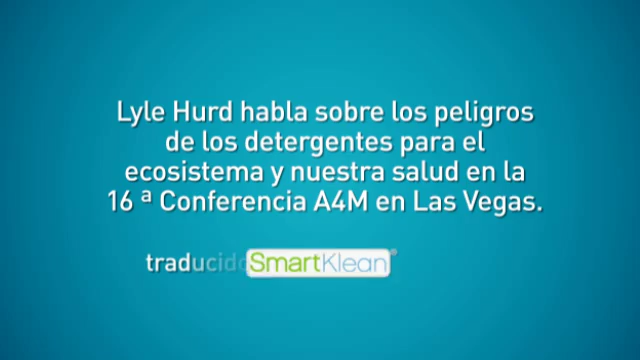 Lyle Hurd habla sobre los peligros
de los detergentes para el
ecosistema y nuestra salud en la
16 ª Conferencia A4M en Las Vegas.
traducido SmartKlean®